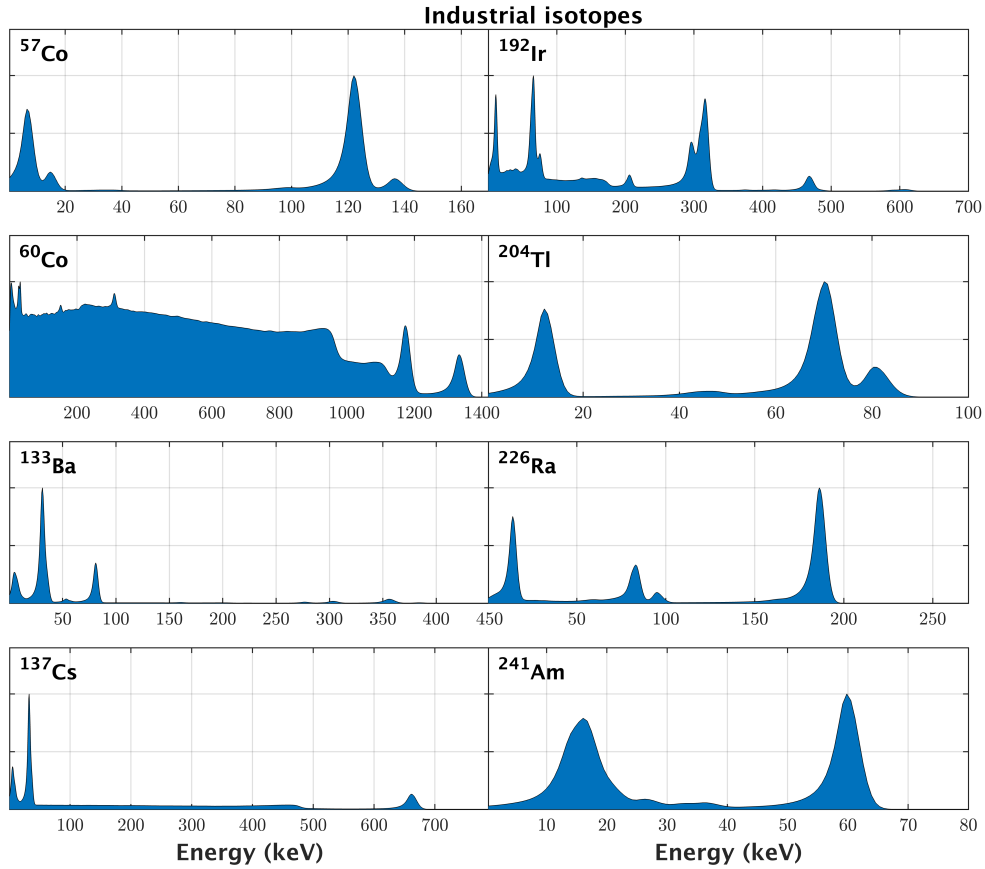 Industrial isotopes
⁵⁷Co
20 40 60 80 100 120 140 160
¹⁹²Ir
100 200 300 400 500 600 700
⁶⁰Co
200 400 600 800 1000 1200 1400
²⁰⁴Tl
20 40 60 80 100
¹³³Ba
50 100 150 200 250 300 350 400 450
²²⁶Ra
50 100 150 200 250
¹³⁷Cs
100 200 300 400 500 600 700
²⁴¹Am
10 20 30 40 50 60 70 80
Energy (keV)
Energy (keV)